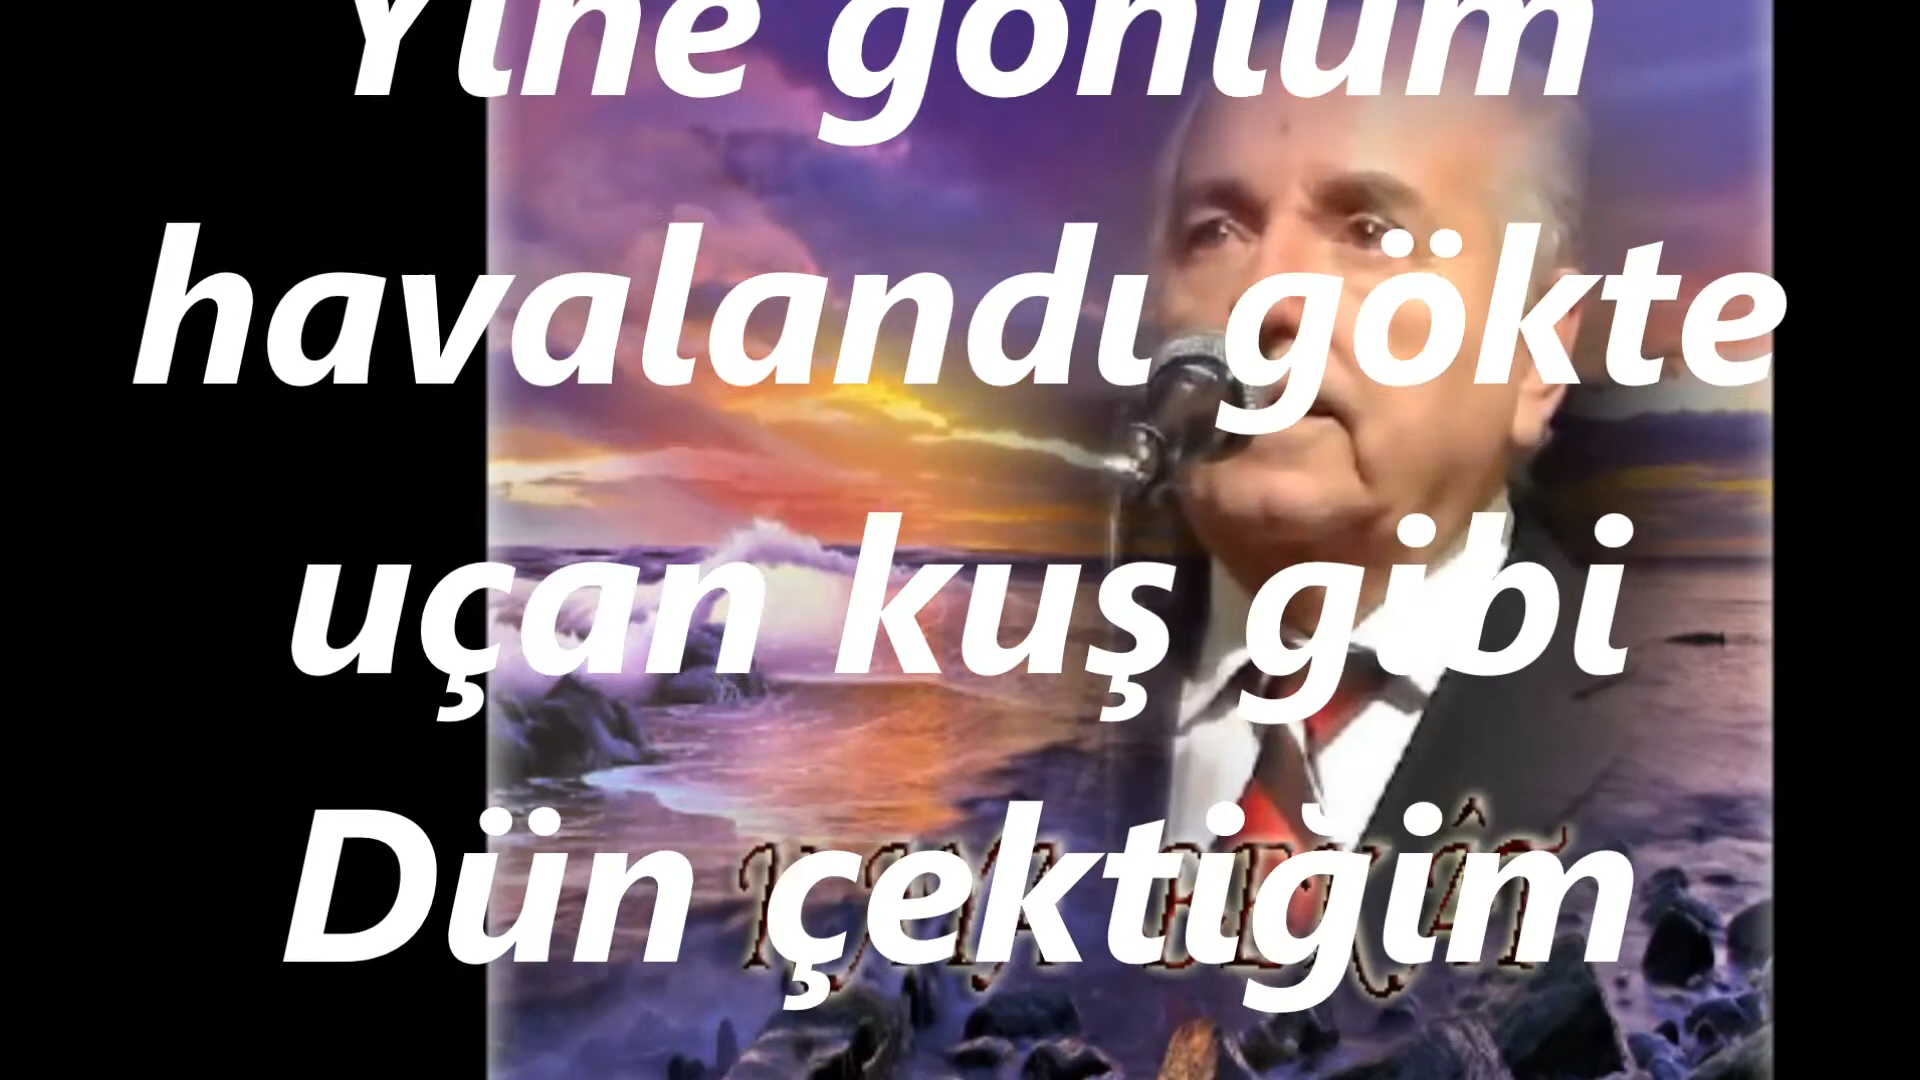 Yine gönlüm
havalandı gökte
uçan kuş gibi
Dün çektiğim